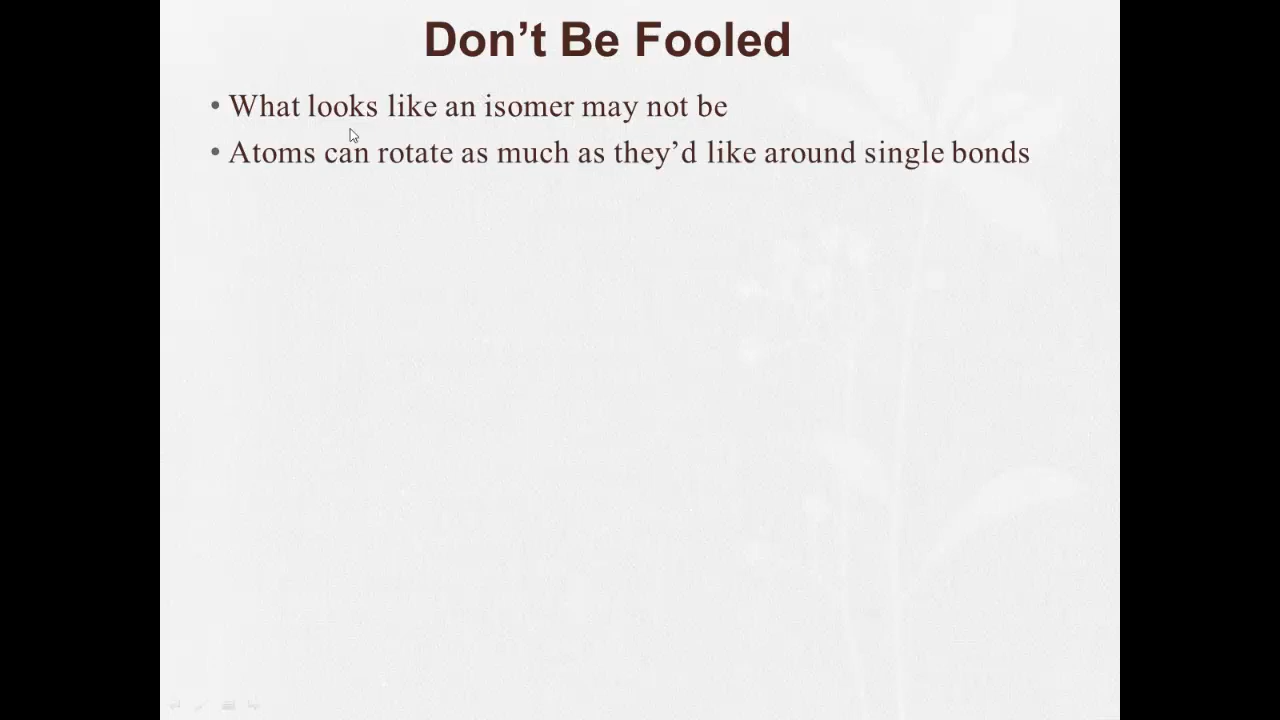 Don’t Be Fooled
• What looks like an isomer may not be
• Atoms can rotate as much as they’d like around single bonds